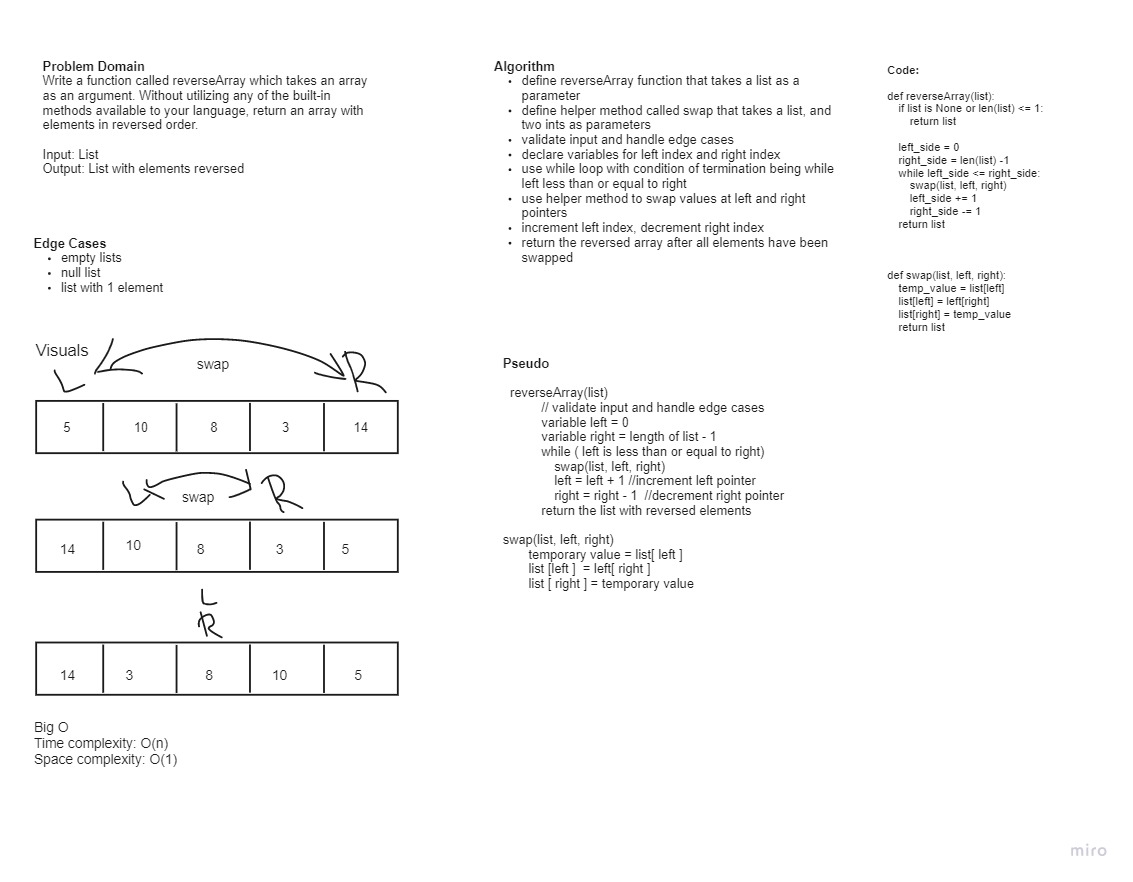 Problem Domain
Write a function called reverseArray which takes an array
as an argument. Without utilizing any of the built-in
methods available to your language, return an array with
elements in reversed order.
Input: List
Output: List with elements reversed
Edge Cases
• empty lists
• null list
• list with 1 element
Visuals
swap
L
R
5 10 8 3 14
L
swap
R
14 10 8 3 5
L
R
14 3 8 10 5
Big O
Time complexity: O(n)
Space complexity: O(1)
Algorithm
• define reverseArray function that takes a list as a
parameter
• define helper method called swap that takes a list, and
two ints as parameters
• validate input and handle edge cases
• declare variables for left index and right index
• use while loop with condition of termination being while
left less than or equal to right
• use helper method to swap values at left and right
pointers
• increment left index, decrement right index
• return the reversed array after all elements have been
swapped
Pseudo
reverseArray(list)
// validate input and handle edge cases
variable left = 0
variable right = length of list - 1
while ( left is less than or equal to right)
swap(list, left, right)
left = left + 1 //increment left pointer
right = right - 1 //decrement right pointer
return the list with reversed elements
swap(list, left, right)
temporary value = list[ left ]
list [left ] = left[ right ]
list [ right ] = temporary value
Code:
def reverseArray(list):
if list is None or len(list) <= 1:
return list
left_side = 0
right_side = len(list) -1
while left_side <= right_side:
swap(list, left, right)
left_side += 1
right_side -= 1
return list
def swap(list, left, right):
temp_value = list[left]
list[left] = left[right]
list[right] = temp_value
return list
miro